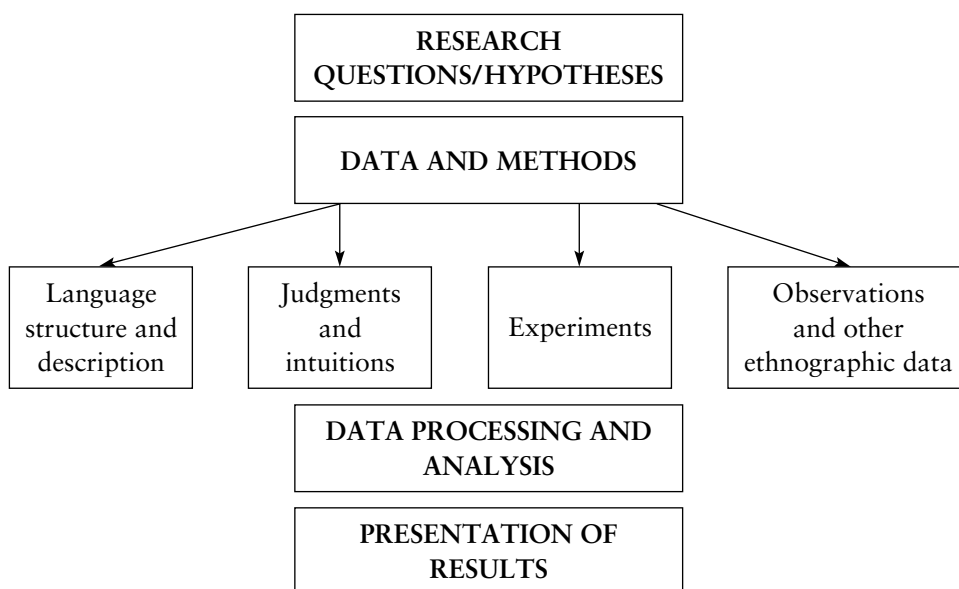 RESEARCH
QUESTIONS/HYPOTHESES
DATA AND METHODS
Language
structure and
description
Judgments
and
intuitions
Experiments
Observations
and other
ethnographic data
DATA PROCESSING AND
ANALYSIS
PRESENTATION OF
RESULTS